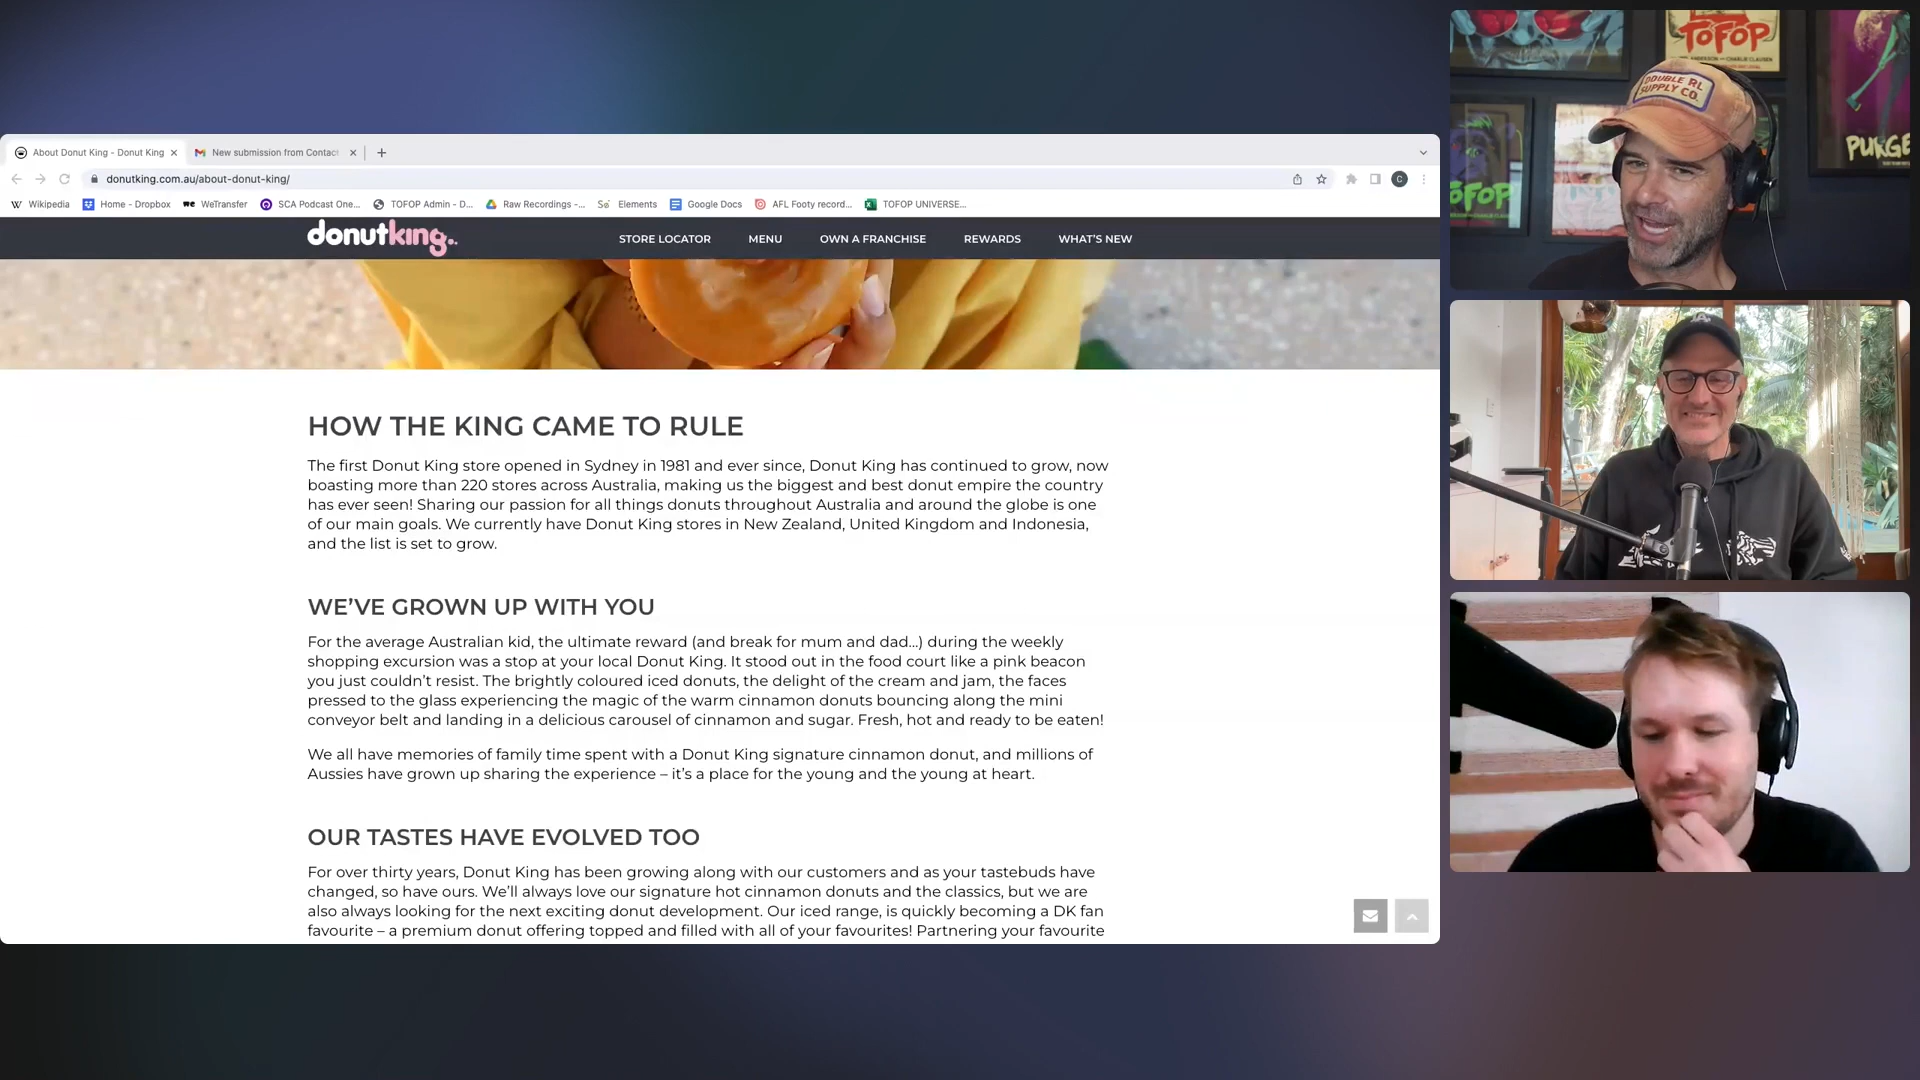 About Donut King - Donut King
New submission from Contac
donutking.com.au/about-donut-king/
C
W Wikipedia
Home - Dropbox
we WeTransfer
SCA Podcast One...
TOFOP Admin - D...
Raw Recordings -...
Se Elements
Google Docs
AFL Footy record...
TOFOP UNIVERSE...
donutking..
STORE LOCATOR
MENU
OWN A FRANCHISE
REWARDS
WHAT'S NEW
HOW THE KING CAME TO RULE
The first Donut King store opened in Sydney in 1981 and ever since, Donut King has continued to grow, now
boasting more than 220 stores across Australia, making us the biggest and best donut empire the country
has ever seen! Sharing our passion for all things donuts throughout Australia and around the globe is one
of our main goals. We currently have Donut King stores in New Zealand, United Kingdom and Indonesia,
and the list is set to grow.
WE'VE GROWN UP WITH YOU
For the average Australian kid, the ultimate reward (and break for mum and dad...) during the weekly
shopping excursion was a stop at your local Donut King. It stood out in the food court like a pink beacon
you just couldn't resist. The brightly coloured iced donuts, the delight of the cream and jam, the faces
pressed to the glass experiencing the magic of the warm cinnamon donuts bouncing along the mini
conveyor belt and landing in a delicious carousel of cinnamon and sugar. Fresh, hot and ready to be eaten!
We all have memories of family time spent with a Donut King signature cinnamon donut, and millions of
Aussies have grown up sharing the experience – it's a place for the young and the young at heart.
OUR TASTES HAVE EVOLVED TOO
For over thirty years, Donut King has been growing along with our customers and as your tastebuds have
changed, so have ours. We'll always love our signature hot cinnamon donuts and the classics, but we are
also always looking for the next exciting donut development. Our iced range, is quickly becoming a DK fan
favourite – a premium donut offering topped and filled with all of your favourites! Partnering your favourite
TOFOP
DOUBLE RL
SUPPLY CO.
TOFOP
PURGE